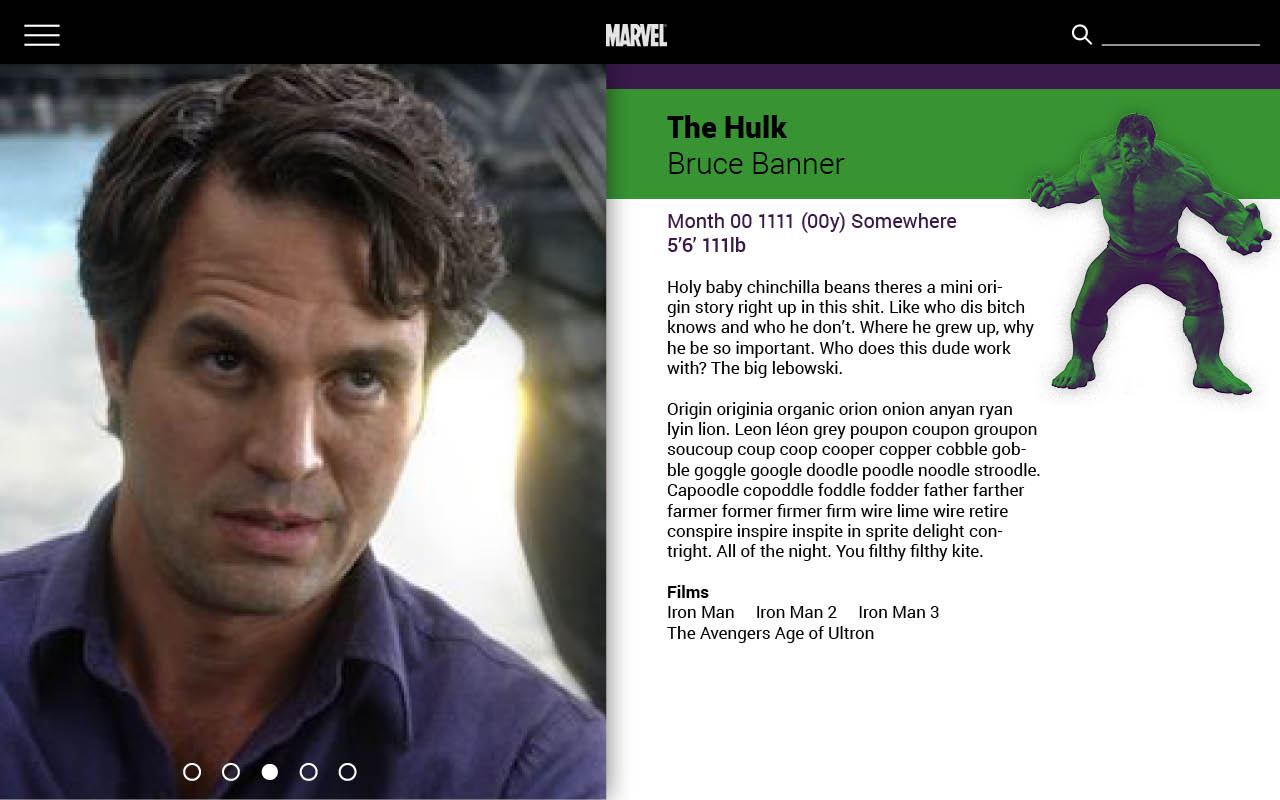 MARVEL
The Hulk
Bruce Banner
Month 00 1111 (00y) Somewhere
5’6’ 111lb
Holy baby chinchilla beans theres a mini ori-
gin story right up in this shit. Like who dis bitch
knows and who he don’t. Where he grew up, why
he be so important. Who does this dude work
with? The big lebowski.
Origin originia organic orion onion anyan ryan
lyin lion. Leon léon grey poupon coupon groupon
soucoup coup coop cooper copper cobble gob-
ble goggle google doodle poodle noodle stroodle.
Capoodle copoddle foddle fodder father farther
farmer former firmer firm wire lime wire retire
conspire inspire inspite in sprite delight con-
tright. All of the night. You filthy filthy kite.
Films
Iron Man Iron Man 2 Iron Man 3
The Avengers Age of Ultron